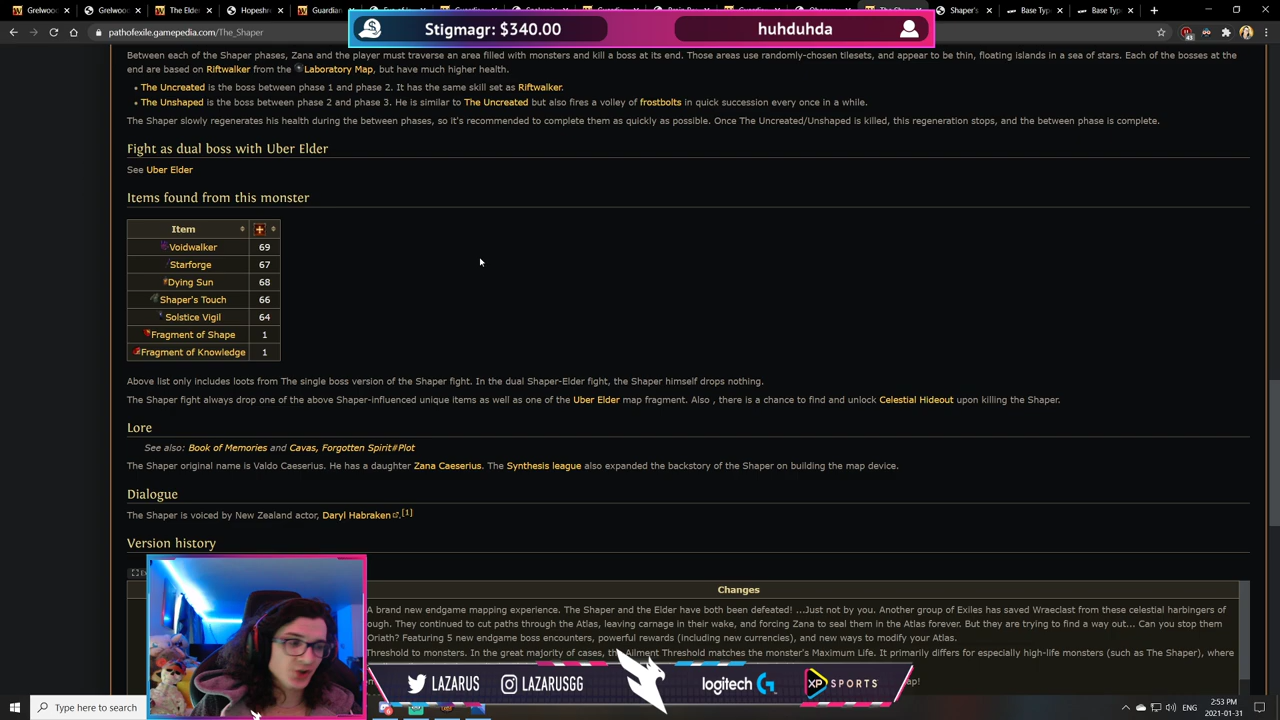 Grelwoo
Grelwoo
The Elde
Hopeshr
Guardian
Base Typ
Base Typ
pathofexile.gamepedia.com/The_Shaper
Stigmagr: $340.00
huhduhda
Between each of the Shaper phases, Zana and the player must traverse an area filled with monsters and kill a boss at its end. Those areas use randomly-chosen tilesets, and appear to be thin, floating islands in a sea of stars. Each of the bosses at the
end are based on Riftwalker from the Laboratory Map, but have much higher health.
• The Uncreated is the boss between phase 1 and phase 2. It has the same skill set as Riftwalker.
• The Unshaped is the boss between phase 2 and phase 3. He is similar to The Uncreated but also fires a volley of frostbolts in quick succession every once in a while.
The Shaper slowly regenerates his health during the between phases, so it's recommended to complete them as quickly as possible. Once The Uncreated/Unshaped is killed, this regeneration stops, and the between phase is complete.
Fight as dual boss with Uber Elder
See Uber Elder
Items found from this monster
Item
Voidwalker 69
Starforge 67
Dying Sun 68
Shaper's Touch 66
Solstice Vigil 64
Fragment of Shape 1
Fragment of Knowledge 1
Above list only includes loots from The single boss version of the Shaper fight. In the dual Shaper-Elder fight, the Shaper himself drops nothing.
The Shaper fight always drop one of the above Shaper-influenced unique items as well as one of the Uber Elder map fragment. Also , there is a chance to find and unlock Celestial Hideout upon killing the Shaper.
Lore
See also: Book of Memories and Cavas, Forgotten Spirit#Plot
The Shaper original name is Valdo Caeserius. He has a daughter Zana Caeserius. The Synthesis league also expanded the backstory of the Shaper on building the map device.
Dialogue
The Shaper is voiced by New Zealand actor, Daryl Habraken.[1]
Version history
Changes
A brand new endgame mapping experience. The Shaper and the Elder have both been defeated! ...Just not by you. Another group of Exiles has saved Wraeclast from these celestial harbingers of
ough. They continued to cut paths through the Atlas, leaving carnage in their wake, and forcing Zana to seal them in the Atlas forever. But they are trying to find a way out... Can you stop them
Oriath? Featuring 5 new endgame boss encounters, powerful rewards (including new currencies), and new ways to modify your Atlas.
Threshold to monsters. In the great majority of cases, the Ailment Threshold matches the monster's Maximum Life. It primarily differs for especially high-life monsters (such as The Shaper), where
LAZARUS
LAZARUSGG
logitech G
XP SPORTS
Type here to search
ENG
2:53 PM
2021-01-31